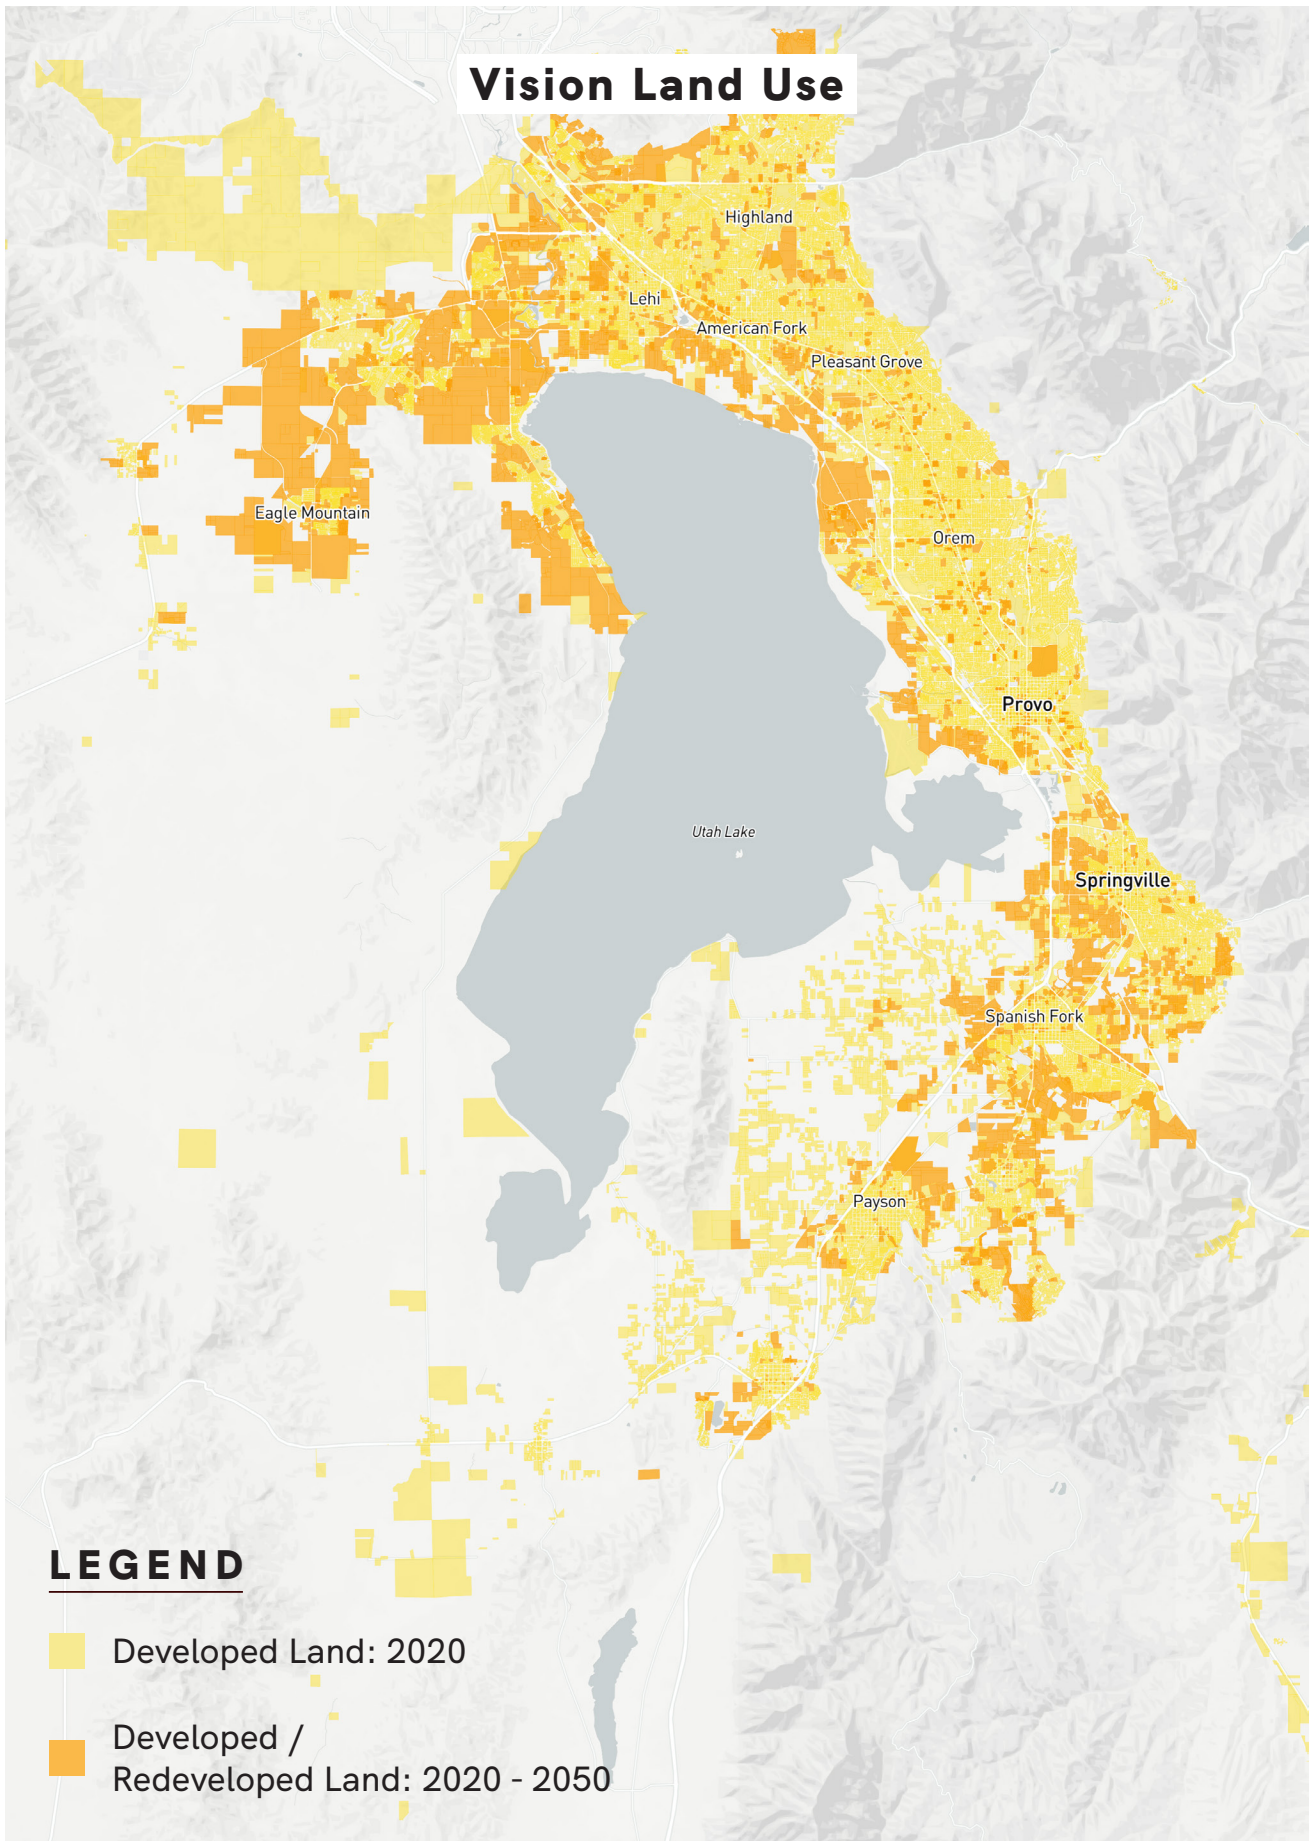 Vision Land Use
Highland
Lehi
American Fork
Pleasant Grove
Eagle Mountain
Orem
Provo
Utah Lake
Springville
Spanish Fork
Payson
LEGEND
Developed Land: 2020
Developed /
Redeveloped Land: 2020 - 2050